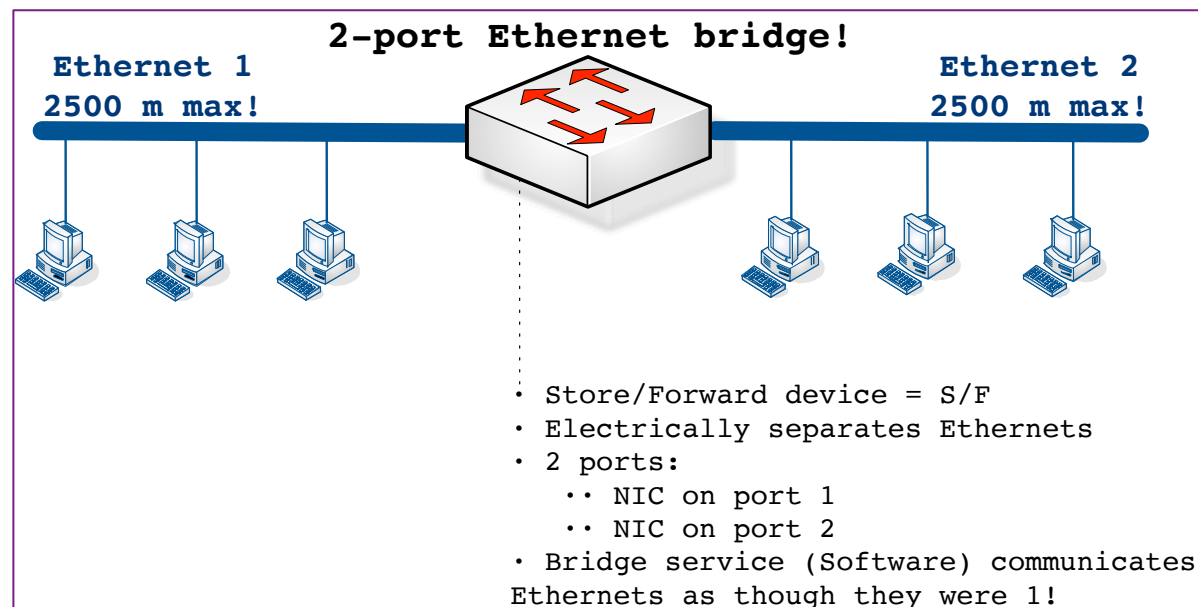 2-port Ethernet bridge!
Ethernet 1
2500 m max!
Ethernet 2
2500 m max!
· Store/Forward device = S/F
· Electrically separates Ethernets
· 2 ports:
·· NIC on port 1
·· NIC on port 2
· Bridge service (Software) communicates
Ethernets as though they were 1!